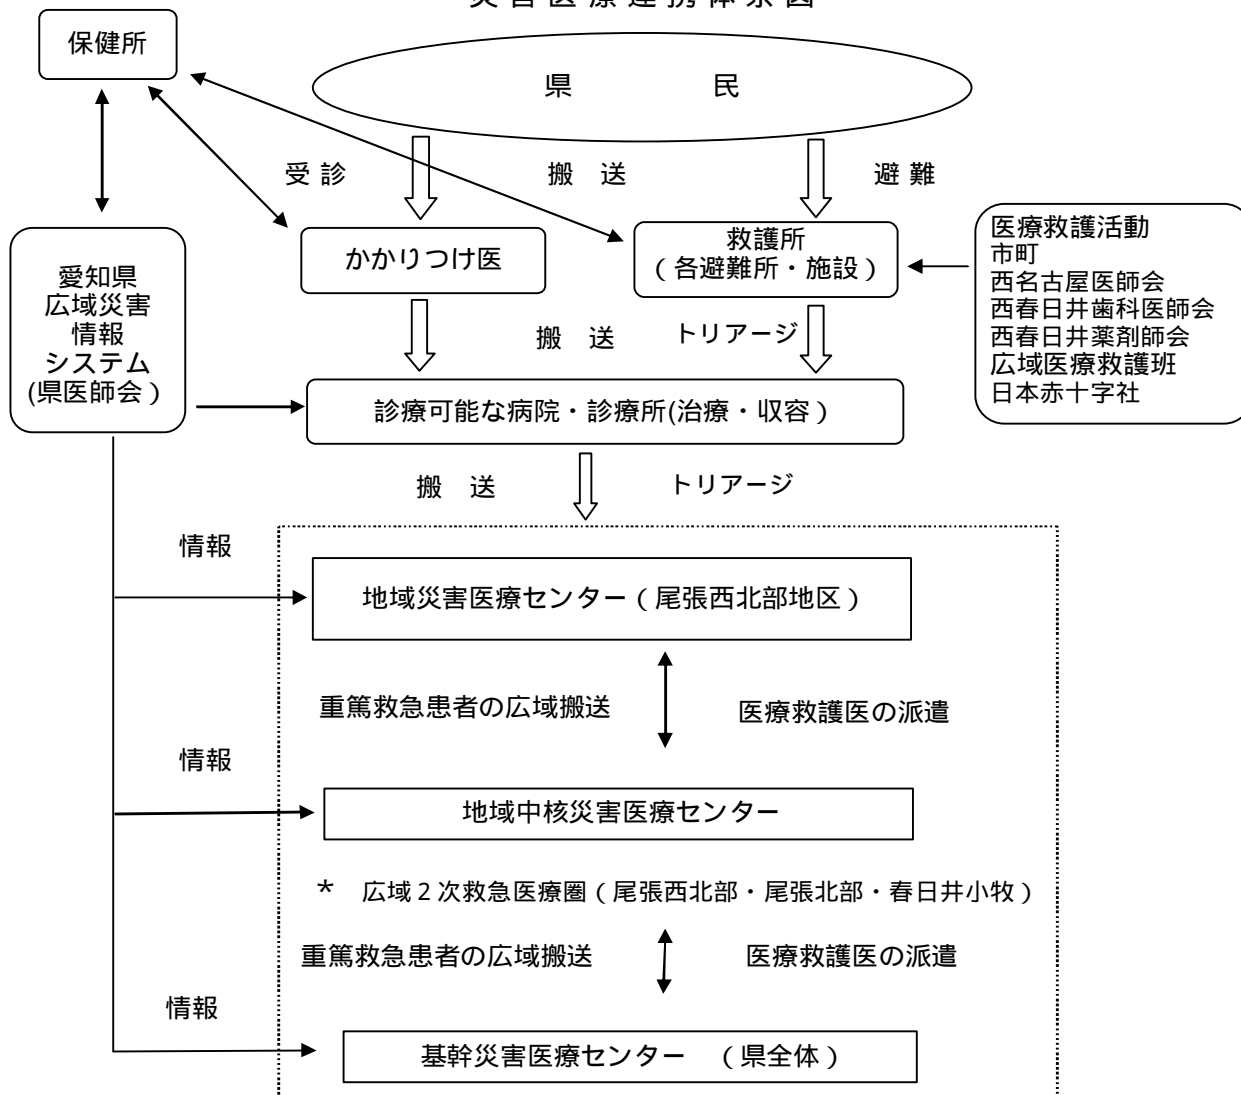 災害医療連携体系図
保健所
県　　　民
受診
搬　送
避難
愛知県
広域災害
情報
システム
(県医師会）
かかりつけ医
救護所
（各避難所・施設）
医療救護活動
市町
西名古屋医師会
西春日井歯科医師会
西春日井薬剤師会
広域医療救護班
日本赤十字社
搬　送
トリアージ
診療可能な病院・診療所(治療・収容）
搬　送
トリアージ
情報
地域災害医療センター（尾張西北部地区）
重篤救急患者の広域搬送
医療救護医の派遣
情報
地域中核災害医療センター
*　広域２次救急医療圏（尾張西北部・尾張北部・春日井小牧）
重篤救急患者の広域搬送
医療救護医の派遣
情報
基幹災害医療センター　（県全体）